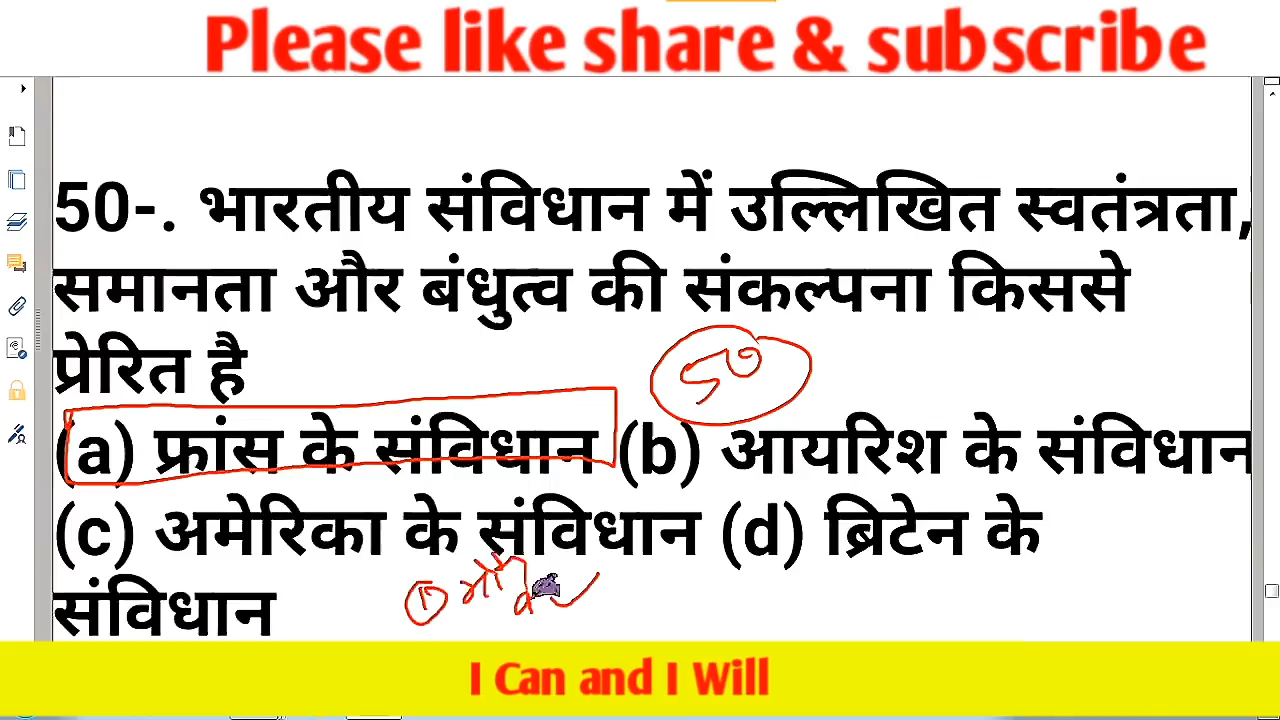 Please like share & subscribe
50-. भारतीय संविधान में उल्लिखित स्वतंत्रता,
समानता और बंधुत्व की संकल्पना किससे
प्रेरित है
50
(a) फ्रांस के संविधान (b) आयरिश के संविधान
(c) अमेरिका के संविधान (d) ब्रिटेन के
संविधान
I Can and I Will